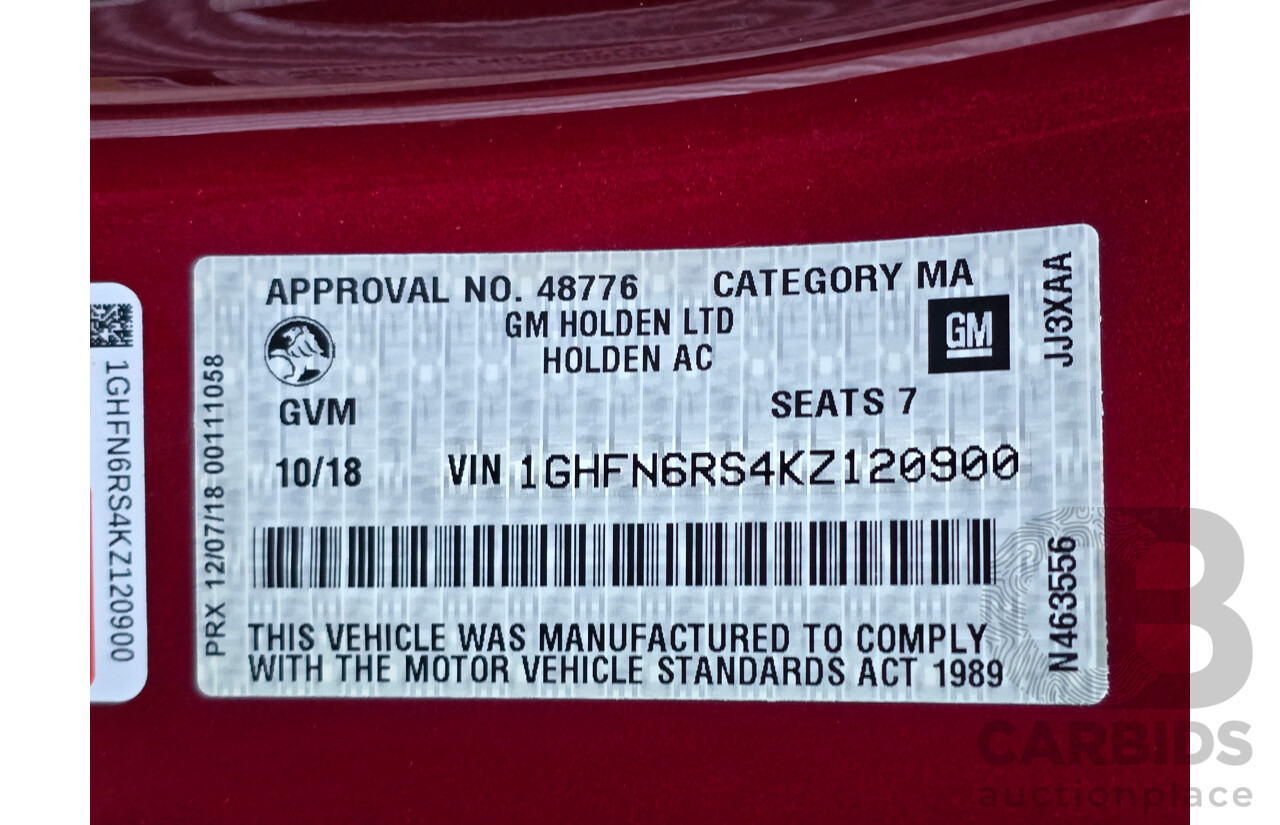 APPROVAL NO. 48776 CATEGORY MA
GM HOLDEN LTD
HOLDEN AC
GM
GVM
SEATS 7
10/18
VIN 1GHFN6RS4KZ120900
THIS VEHICLE WAS MANUFACTURED TO COMPLY
WITH THE MOTOR VEHICLE STANDARDS ACT 1989
PRX 12/07/18 00111058
JJ3XAA
N463556
1GHFN6RS4KZ120900
CB
CARBIDS
auctionplace